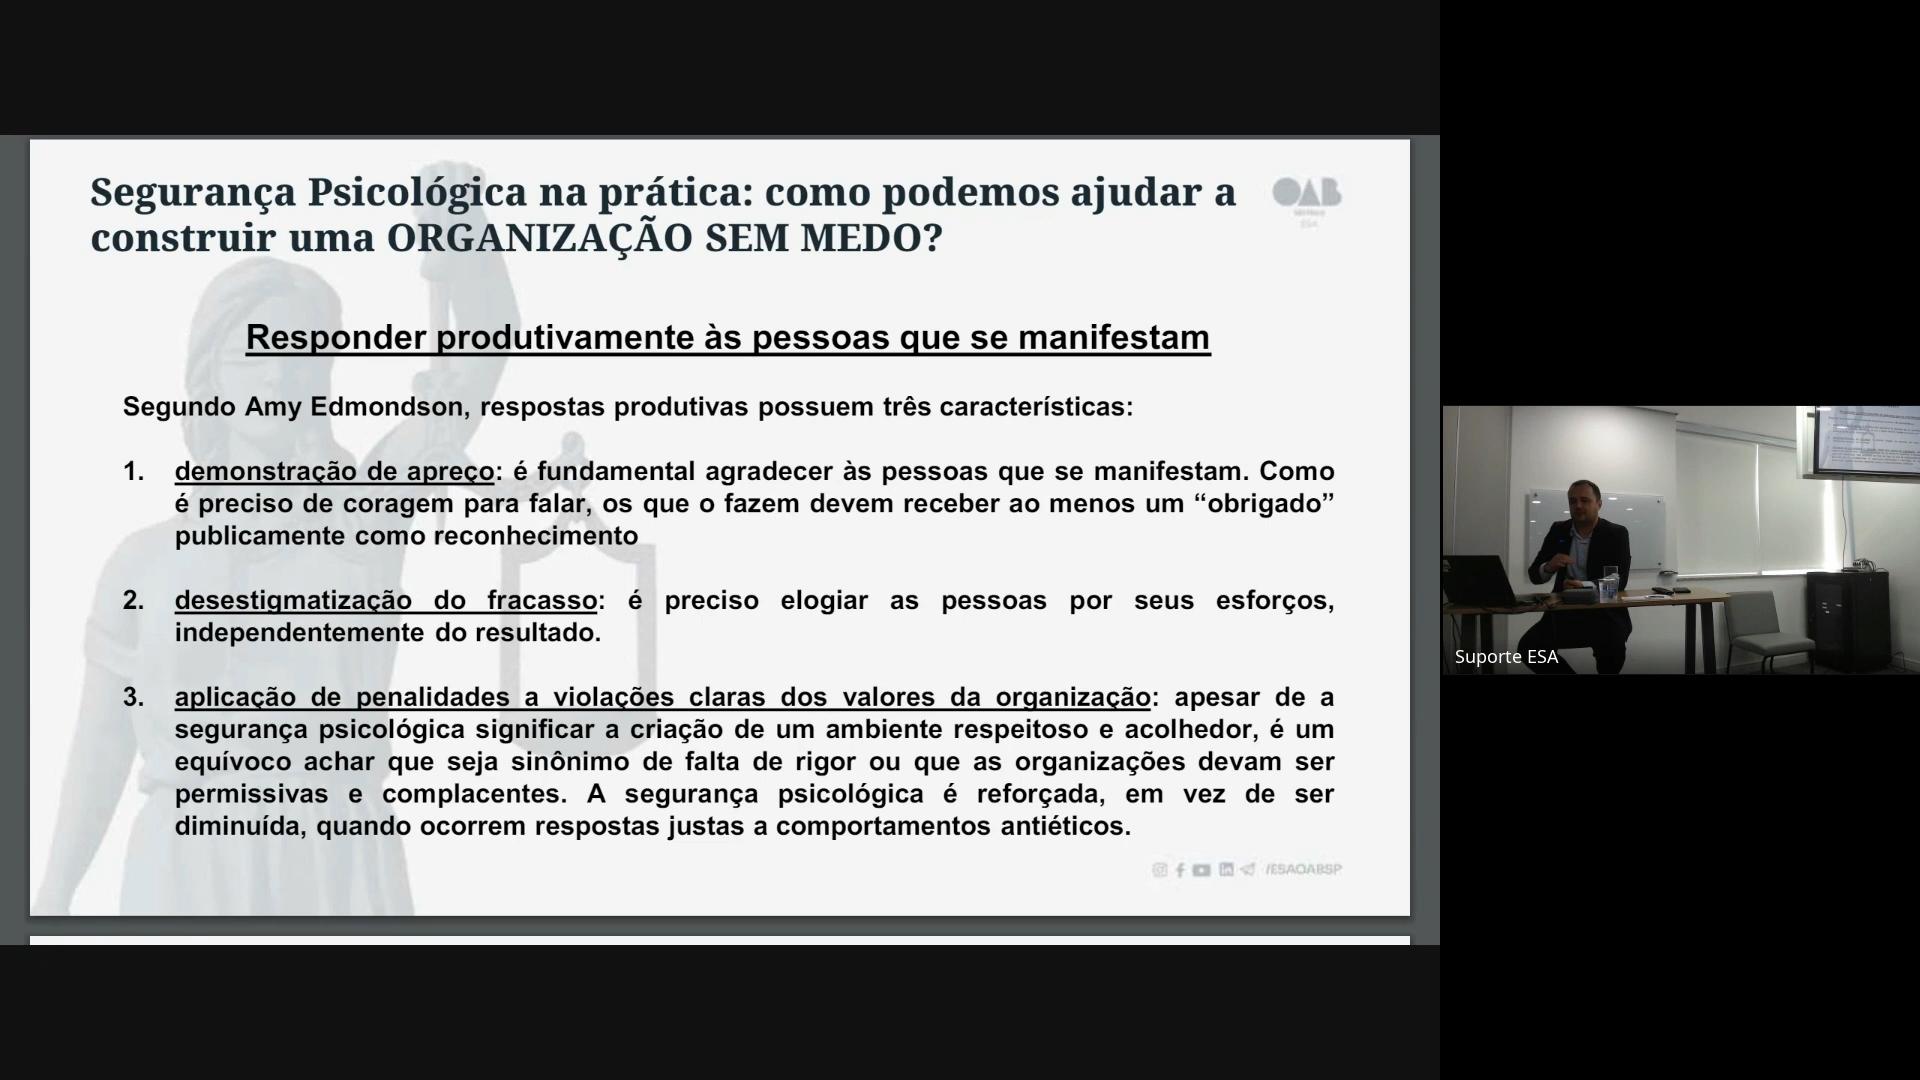 Segurança Psicológica na prática: como podemos ajudar a
construir uma ORGANIZAÇÃO SEM MEDO?
OAB
ESA
Responder produtivamente às pessoas que se manifestam
Segundo Amy Edmondson, respostas produtivas possuem três características:
1. demonstração de apreço: é fundamental agradecer às pessoas que se manifestam. Como
é preciso de coragem para falar, os que o fazem devem receber ao menos um “obrigado”
publicamente como reconhecimento
2. desestigmatização do fracasso: é preciso elogiar as pessoas por seus esforços,
independentemente do resultado.
3. aplicação de penalidades a violações claras dos valores da organização: apesar de a
segurança psicológica significar a criação de um ambiente respeitoso e acolhedor, é um
equívoco achar que seja sinônimo de falta de rigor ou que as organizações devam ser
permissivas e complacentes. A segurança psicológica é reforçada, em vez de ser
diminuída, quando ocorrem respostas justas a comportamentos antiéticos.
/ESAOABSP
Suporte ESA